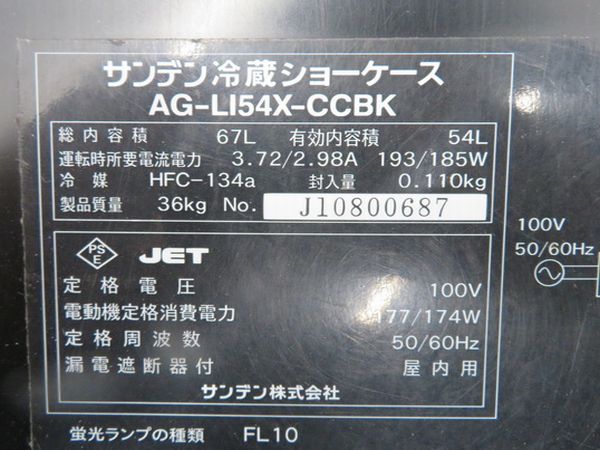 サンデン冷蔵ショーケース
AG-LI54X-CCBK
総内容積 67L 有効内容積 54L
運転時所要電流電力 3.72/2.98A 193/185W
冷媒 HFC-134a 封入量 0.110kg
製品質量 36kg No. J10800687
PSE JET
定格電圧 100V
電動機定格消費電力 177/174W
定格周波数 50/60Hz
漏電遮断器付 屋内用
サンデン株式会社
蛍光ランプの種類 FL10
100V
50/60Hz